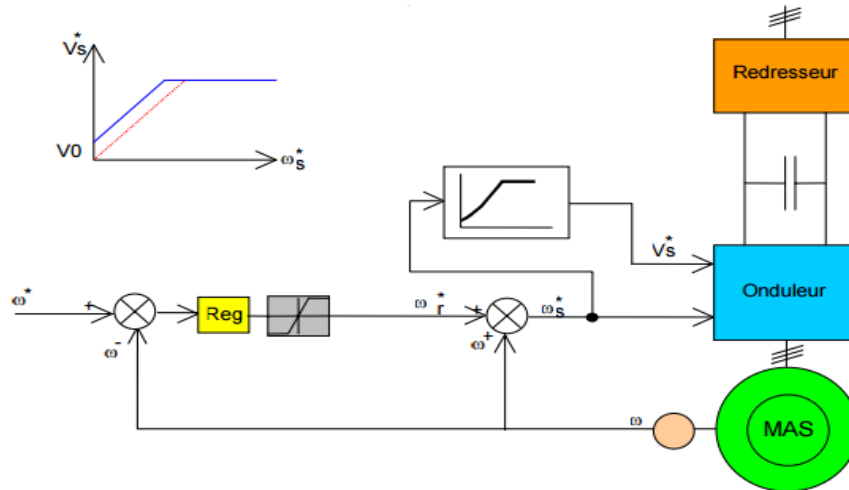 Vs*
V0
ωs*
Redresseur
Vs*
Onduleur
ω*
+
ω-
Reg
ωr*
+
ω+
ωs*
ω
MAS